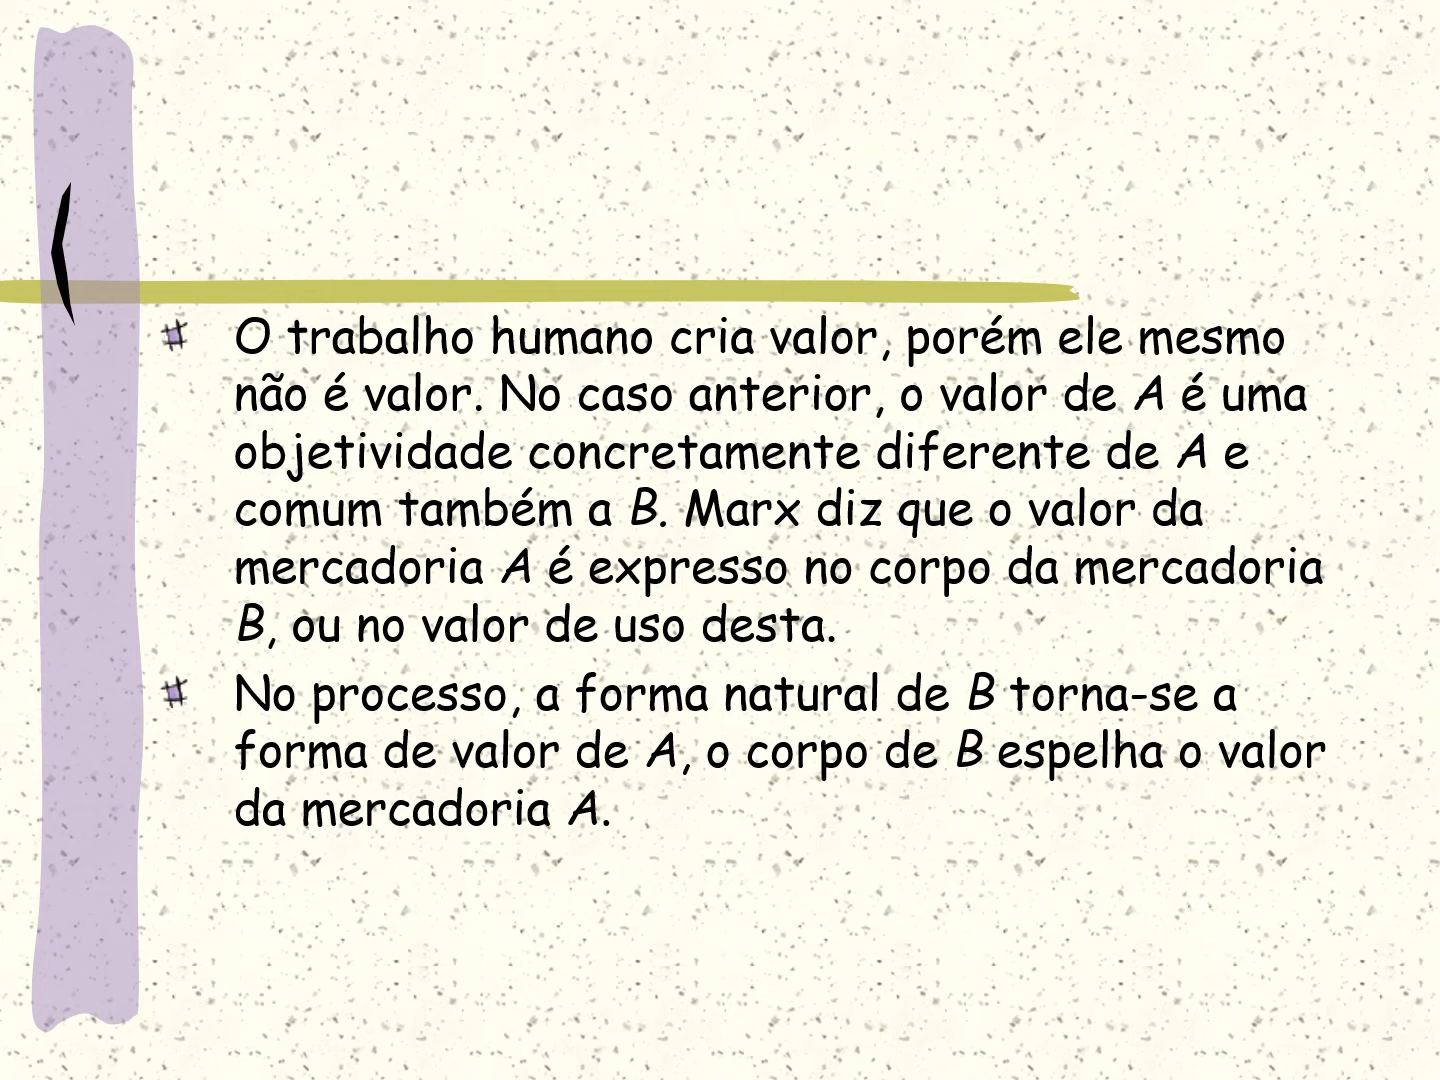 O trabalho humano cria valor, porém ele mesmo
não é valor. No caso anterior, o valor de A é uma
objetividade concretamente diferente de A e
comum também a B. Marx diz que o valor da
mercadoria A é expresso no corpo da mercadoria
B, ou no valor de uso desta.
No processo, a forma natural de B torna-se a
forma de valor de A, o corpo de B espelha o valor
da mercadoria A.